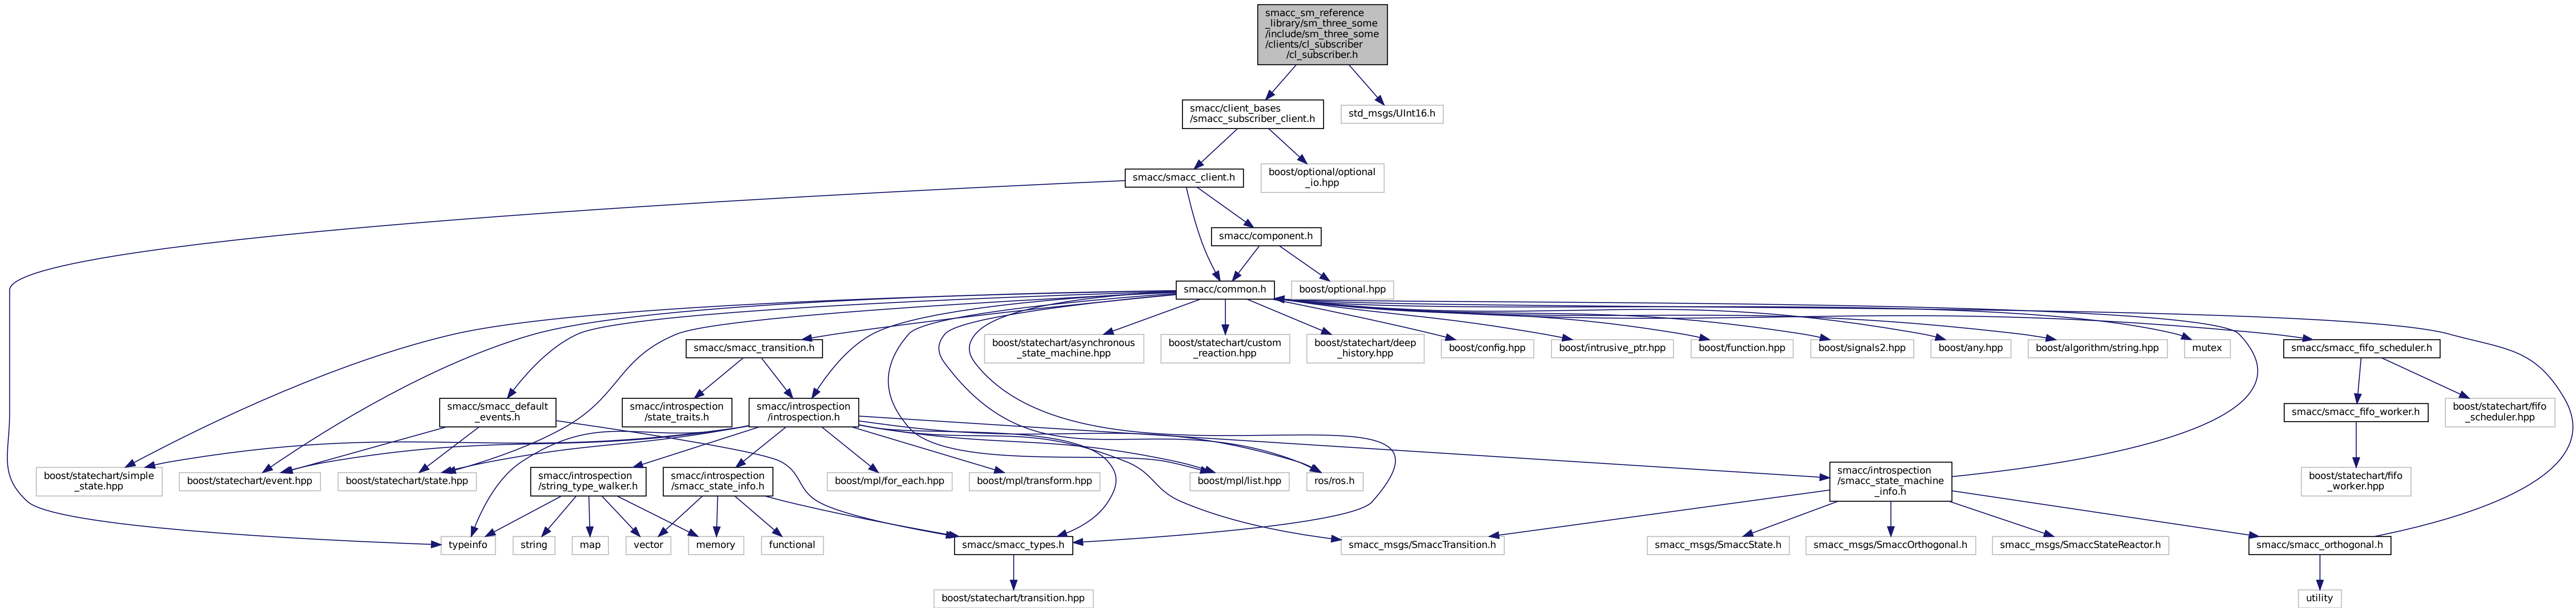 smacc_sm_reference
_library/sm_three_some
/include/sm_three_some
/clients/cl_subscriber
/cl_subscriber.h
smacc/client_bases
/smacc_subscriber_client.h
std_msgs/UInt16.h
smacc/smacc_client.h
boost/optional/optional
_io.hpp
smacc/component.h
smacc/common.h
boost/optional.hpp
smacc/smacc_transition.h
boost/statechart/asynchronous
_state_machine.hpp
boost/statechart/custom
_reaction.hpp
boost/statechart/deep
_history.hpp
boost/config.hpp
boost/intrusive_ptr.hpp
boost/function.hpp
boost/signals2.hpp
boost/any.hpp
boost/algorithm/string.hpp
mutex
smacc/smacc_fifo_scheduler.h
smacc/smacc_default
_events.h
smacc/introspection
/state_traits.h
smacc/introspection
/introspection.h
smacc/smacc_fifo_worker.h
boost/statechart/fifo
_scheduler.hpp
boost/statechart/simple
_state.hpp
boost/statechart/event.hpp
boost/statechart/state.hpp
smacc/introspection
/string_type_walker.h
smacc/introspection
/smacc_state_info.h
boost/mpl/for_each.hpp
boost/mpl/transform.hpp
boost/mpl/list.hpp
ros/ros.h
smacc/introspection
/smacc_state_machine
_info.h
boost/statechart/fifo
_worker.hpp
typeinfo
string
map
vector
memory
functional
smacc/smacc_types.h
smacc_msgs/SmaccTransition.h
smacc_msgs/SmaccState.h
smacc_msgs/SmaccOrthogonal.h
smacc_msgs/SmaccStateReactor.h
smacc/smacc_orthogonal.h
boost/statechart/transition.hpp
utility